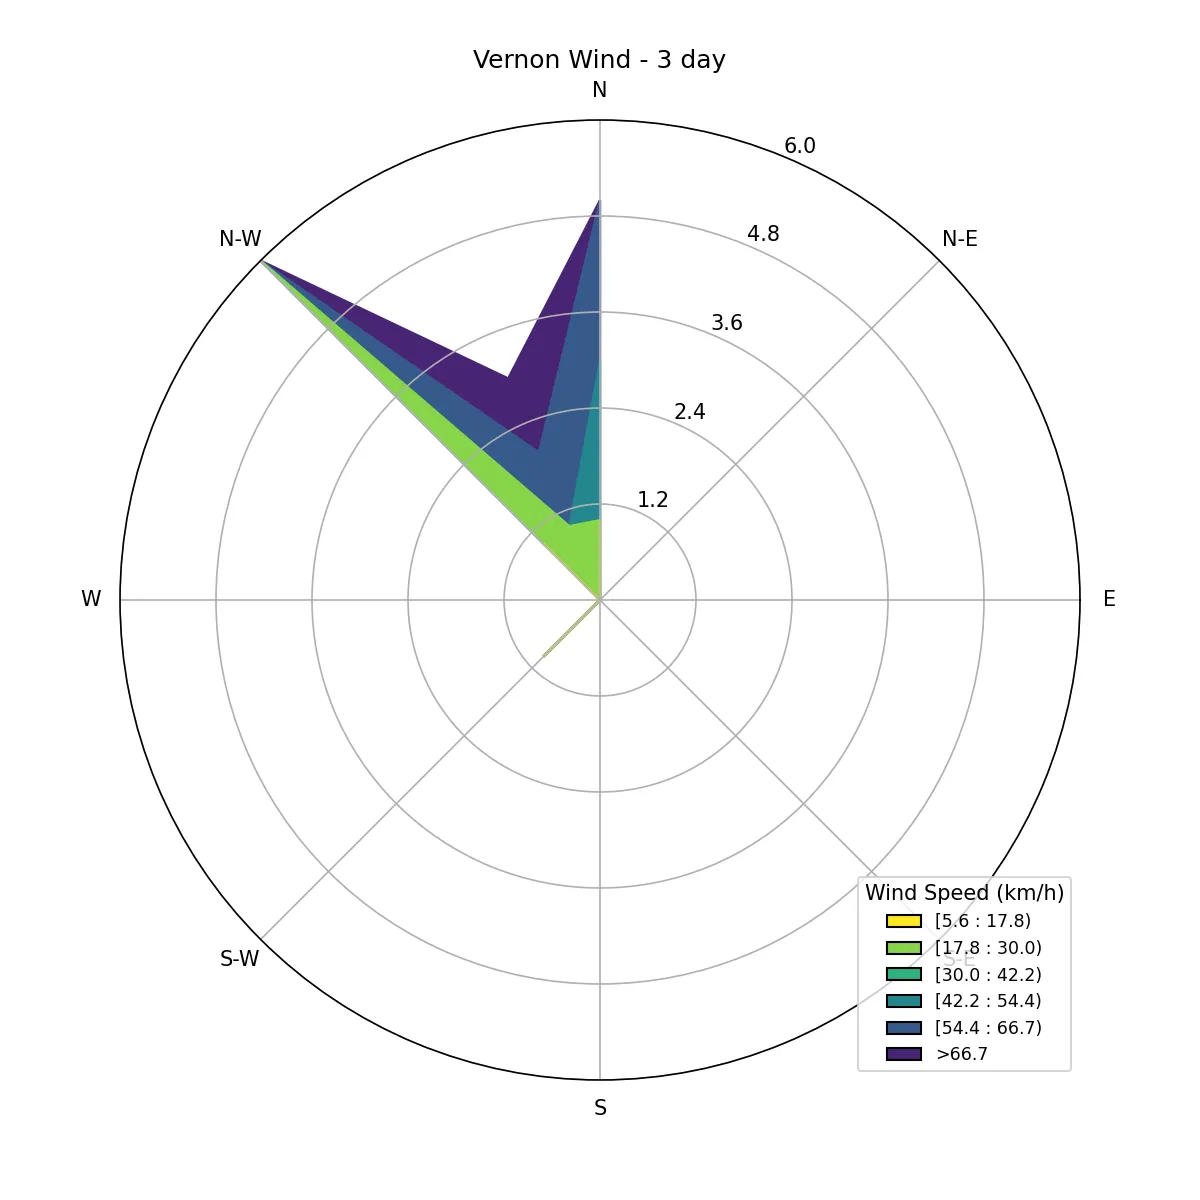 Vernon Wind - 3 day
N
6.0
N-W
N-E
4.8
3.6
2.4
1.2
W
E
S-W
S-E
S
Wind Speed (km/h)
[5.6 : 17.8)
[17.8 : 30.0)
[30.0 : 42.2)
[42.2 : 54.4)
[54.4 : 66.7)
>66.7